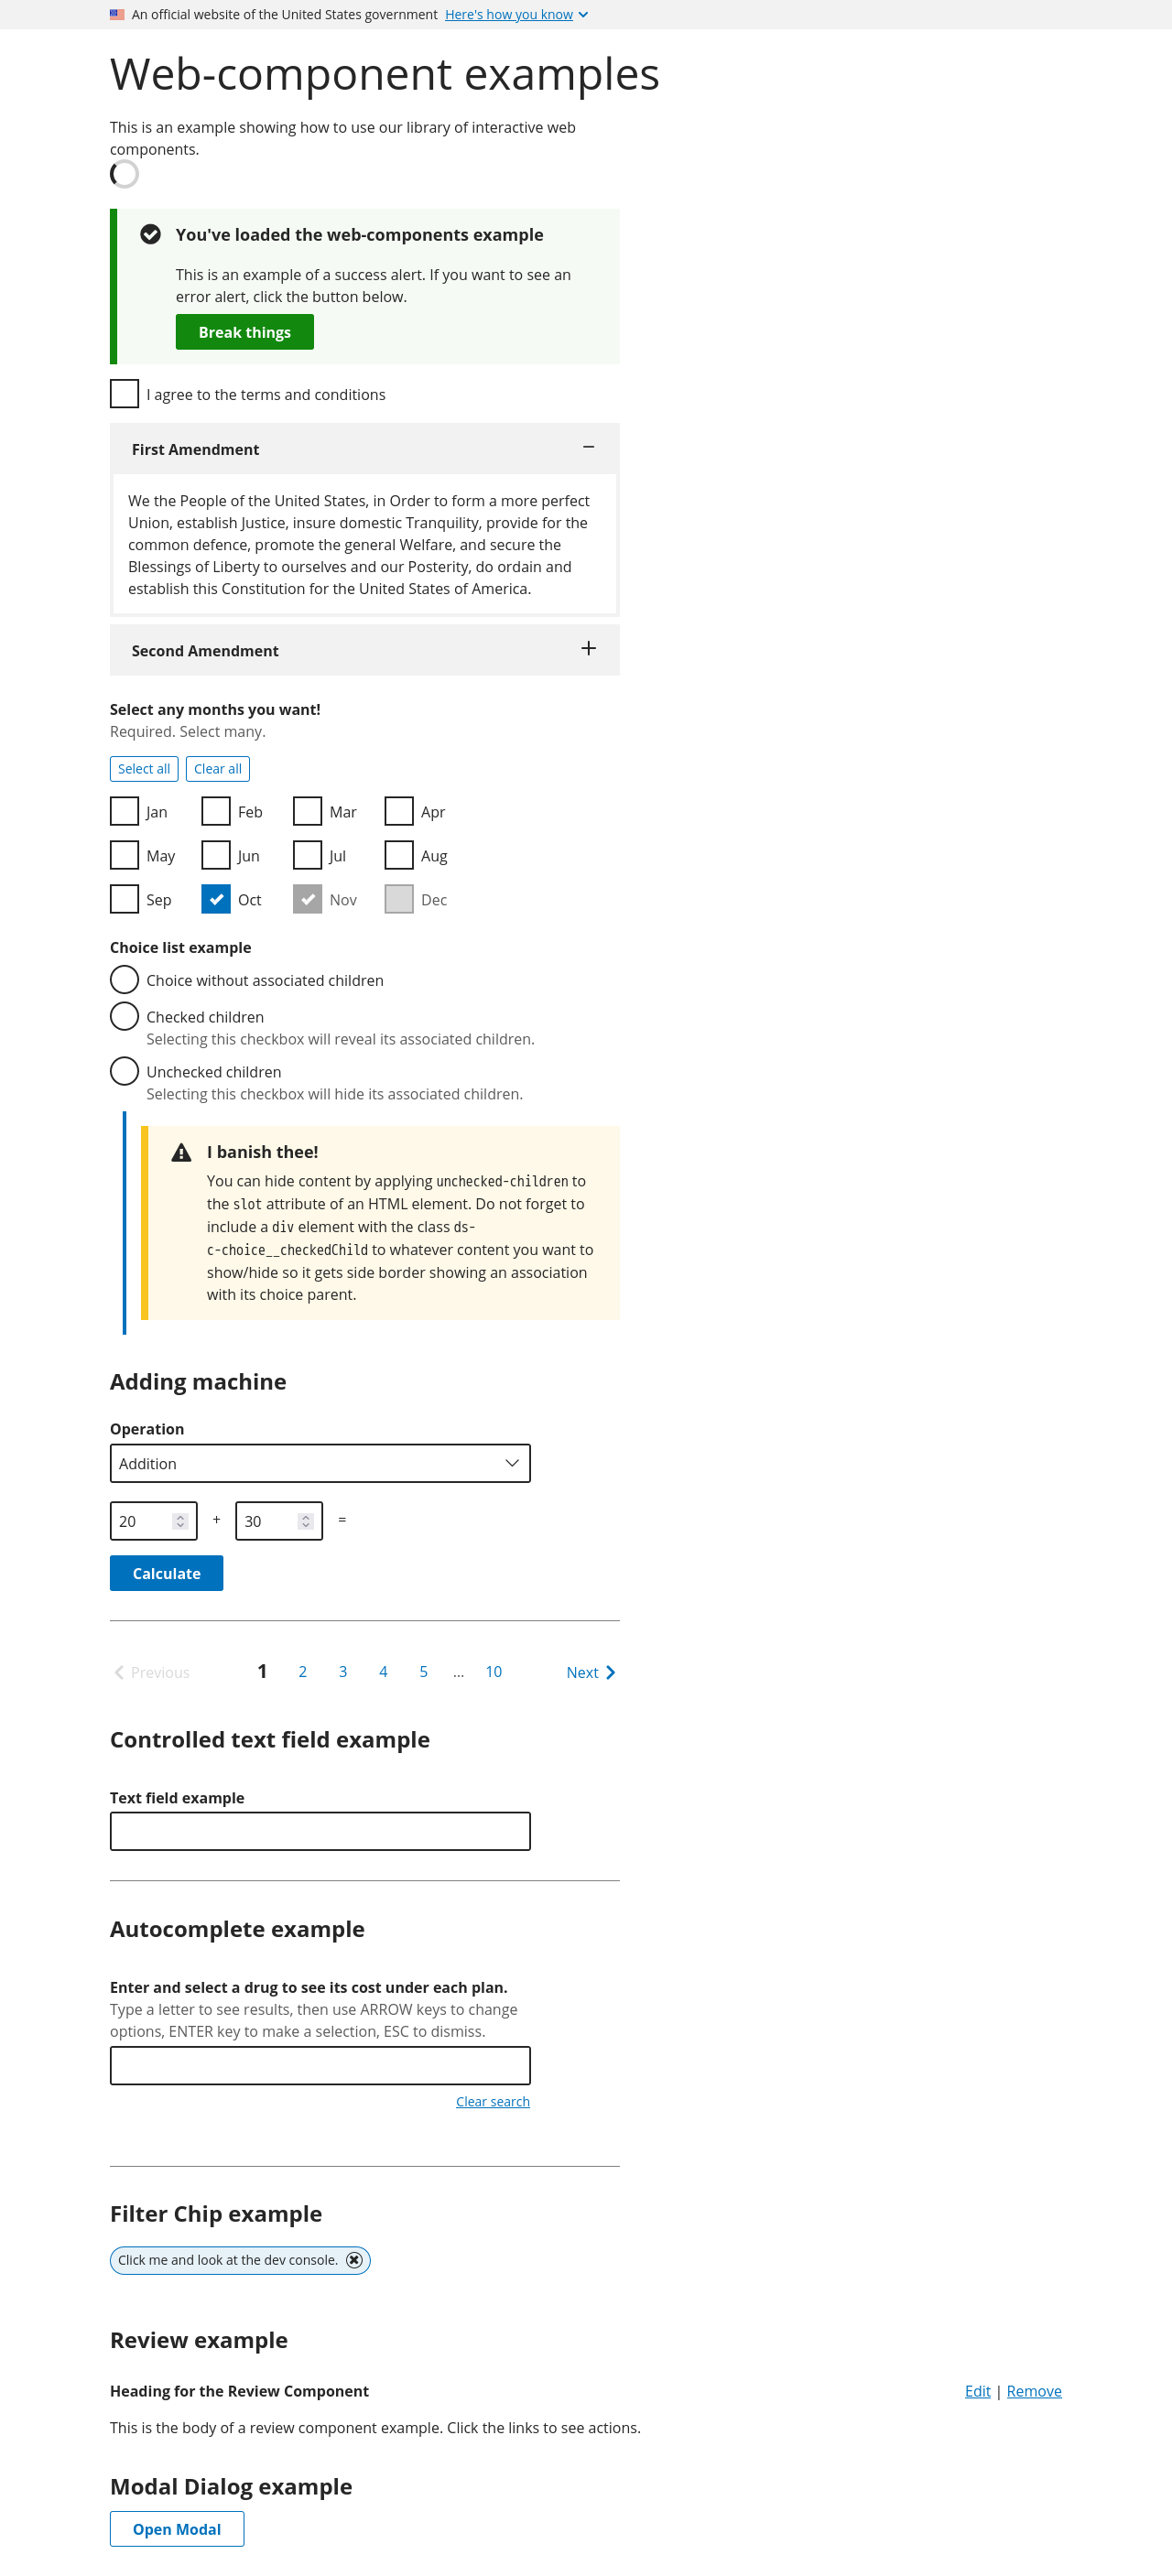 An official website of the United States government Here's how you know
Web-component examples
This is an example showing how to use our library of interactive web
components.
You've loaded the web-components example
This is an example of a success alert. If you want to see an
error alert, click the button below.
Break things
I agree to the terms and conditions
First Amendment
We the People of the United States, in Order to form a more perfect
Union, establish Justice, insure domestic Tranquility, provide for the
common defence, promote the general Welfare, and secure the
Blessings of Liberty to ourselves and our Posterity, do ordain and
establish this Constitution for the United States of America.
Second Amendment
Select any months you want!
Required. Select many.
Select all Clear all
Jan Feb Mar Apr
May Jun Jul Aug
Sep Oct Nov Dec
Choice list example
Choice without associated children
Checked children
Selecting this checkbox will reveal its associated children.
Unchecked children
Selecting this checkbox will hide its associated children.
I banish thee!
You can hide content by applying unchecked-children to
the slot attribute of an HTML element. Do not forget to
include a div element with the class ds-
c-choice__checkedChild to whatever content you want to
show/hide so it gets side border showing an association
with its choice parent.
Adding machine
Operation
Addition
20 + 30 =
Calculate
Previous 1 2 3 4 5 ... 10 Next
Controlled text field example
Text field example
Autocomplete example
Enter and select a drug to see its cost under each plan.
Type a letter to see results, then use ARROW keys to change
options, ENTER key to make a selection, ESC to dismiss.
Clear search
Filter Chip example
Click me and look at the dev console.
Review example
Heading for the Review Component Edit | Remove
This is the body of a review component example. Click the links to see actions.
Modal Dialog example
Open Modal